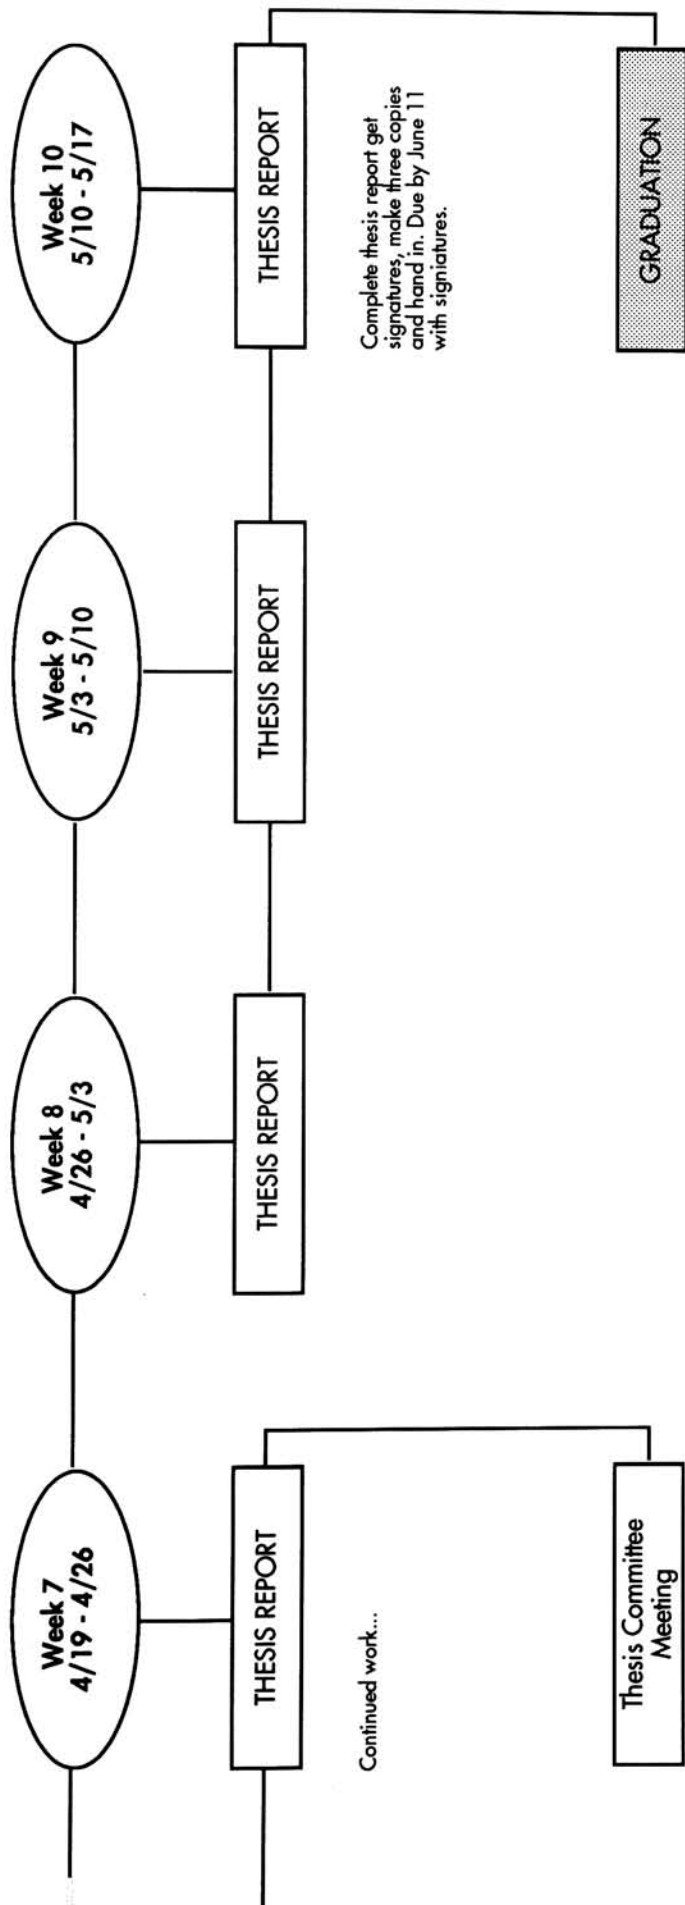 Week 7
4/19 - 4/26
Week 8
4/26 - 5/3
Week 9
5/3 - 5/10
Week 10
5/10 - 5/17
THESIS REPORT
THESIS REPORT
THESIS REPORT
THESIS REPORT
Continued work...
Complete thesis report get
signatures, make three copies
and hand in. Due by June 11
with signiatures.
Thesis Committee
Meeting
GRADUATION